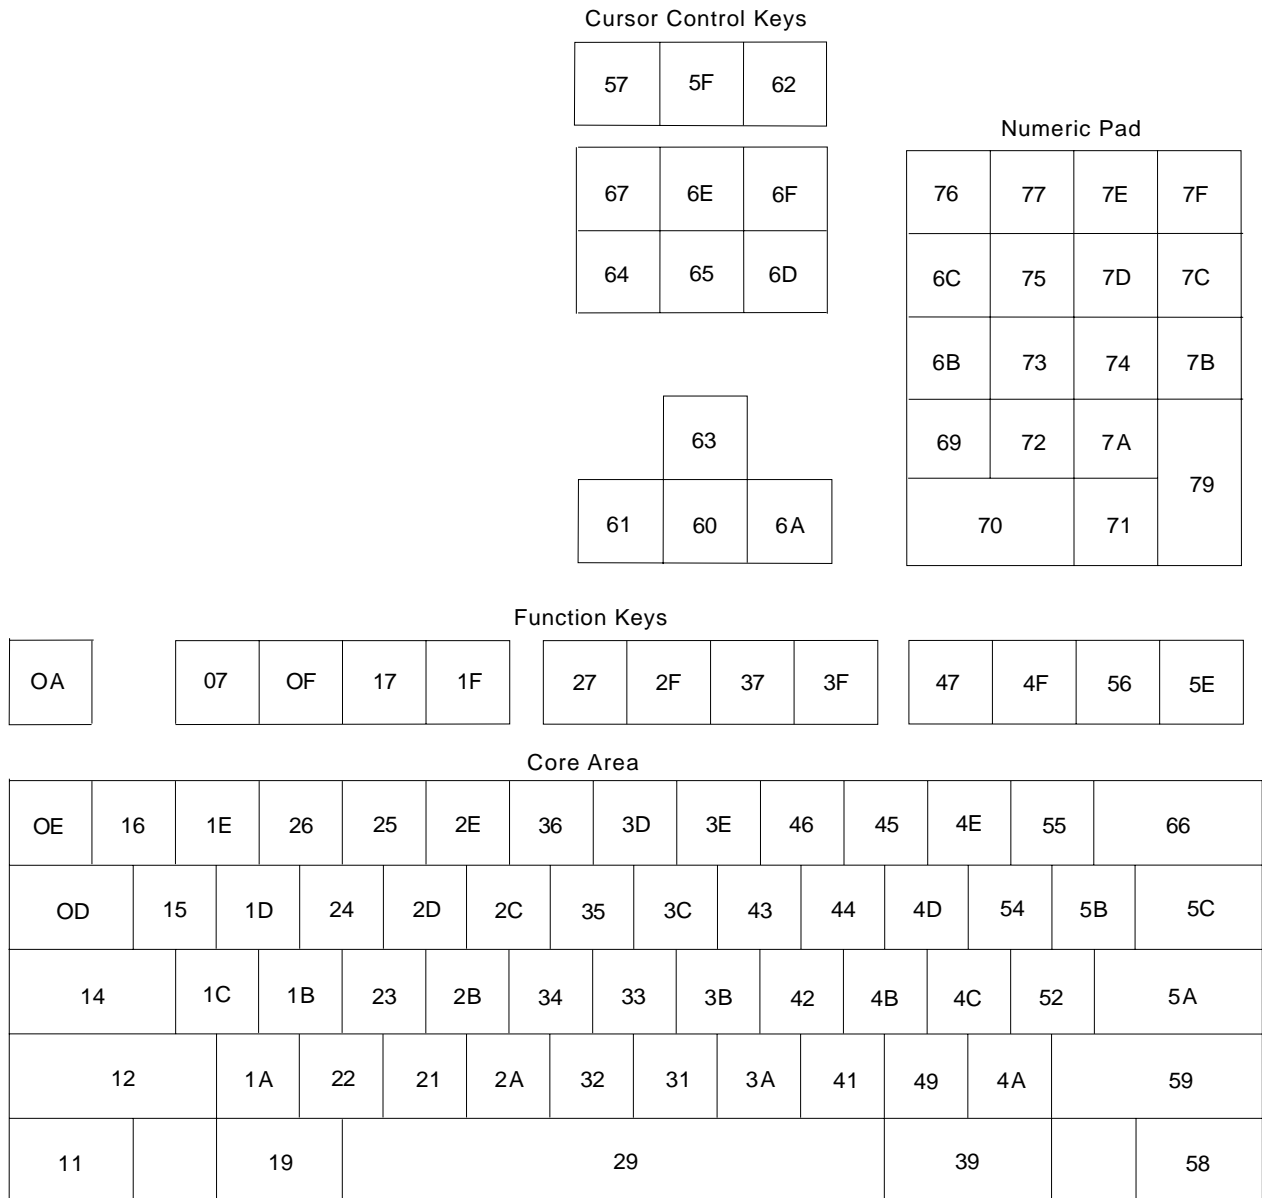 Cursor Control Keys
57 5F 62
Numeric Pad
67 6E 6F
76 77 7E 7F
64 65 6D
6C 75 7D 7C
6B 73 74 7B
63
69 72 7A
79
61 60 6A
70 71
Function Keys
OA 07 OF 17 1F 27 2F 37 3F 47 4F 56 5E
Core Area
OE 16 1E 26 25 2E 36 3D 3E 46 45 4E 55 66
OD 15 1D 24 2D 2C 35 3C 43 44 4D 54 5B 5C
14 1C 1B 23 2B 34 33 3B 42 4B 4C 52 5A
12 1A 22 21 2A 32 31 3A 41 49 4A 59
11 19 29 39 58